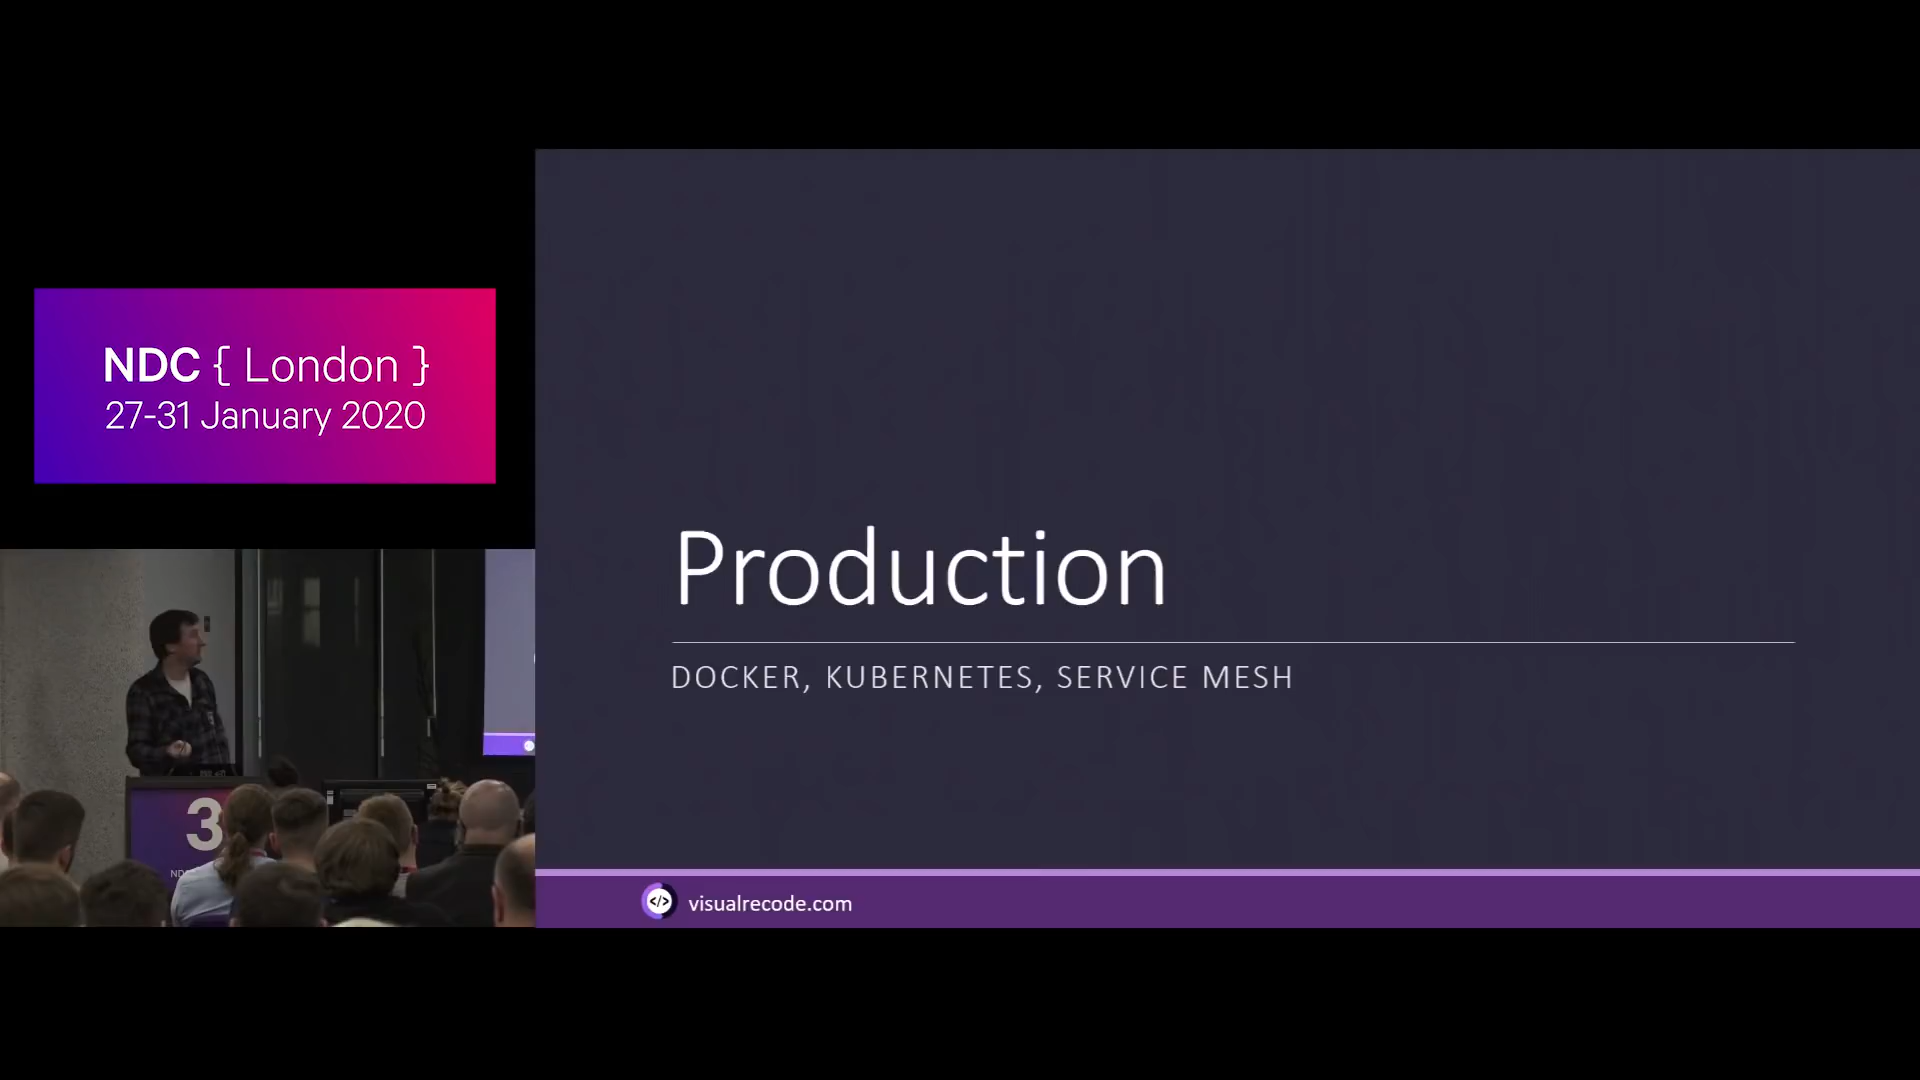 NDC { London }
27-31 January 2020
Production
DOCKER, KUBERNETES, SERVICE MESH
3
</> visualrecode.com